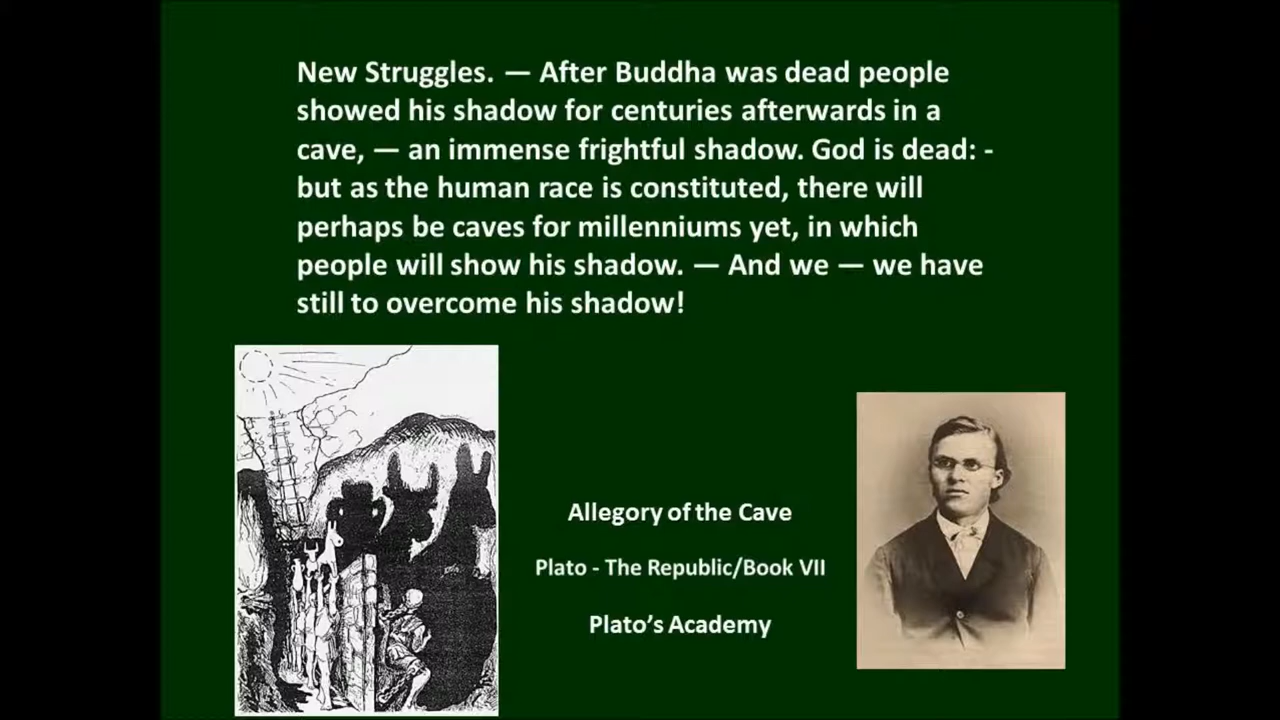 New Struggles. — After Buddha was dead people
showed his shadow for centuries afterwards in a
cave, — an immense frightful shadow. God is dead: -
but as the human race is constituted, there will
perhaps be caves for millenniums yet, in which
people will show his shadow. — And we — we have
still to overcome his shadow!
Allegory of the Cave
Plato - The Republic/Book VII
Plato’s Academy